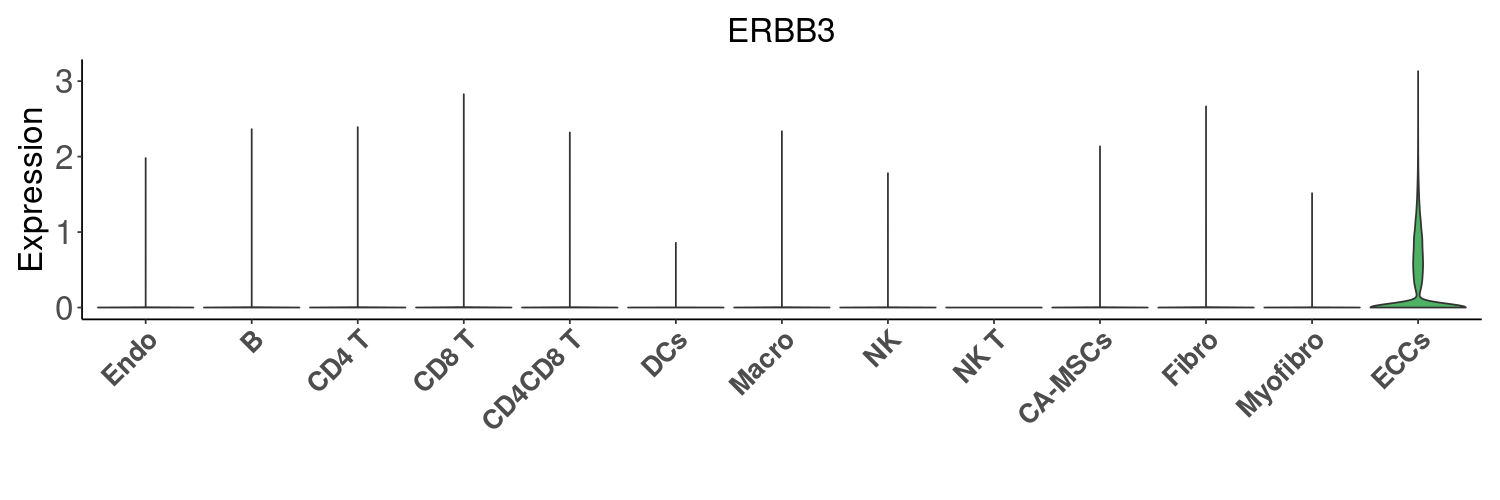 ERBB3
Expression
3
2
1
0
Endo
B
CD4 T
CD8 T
CD4CD8 T
DCs
Macro
NK
NK T
CA-MSCs
Fibro
Myofibro
ECCs